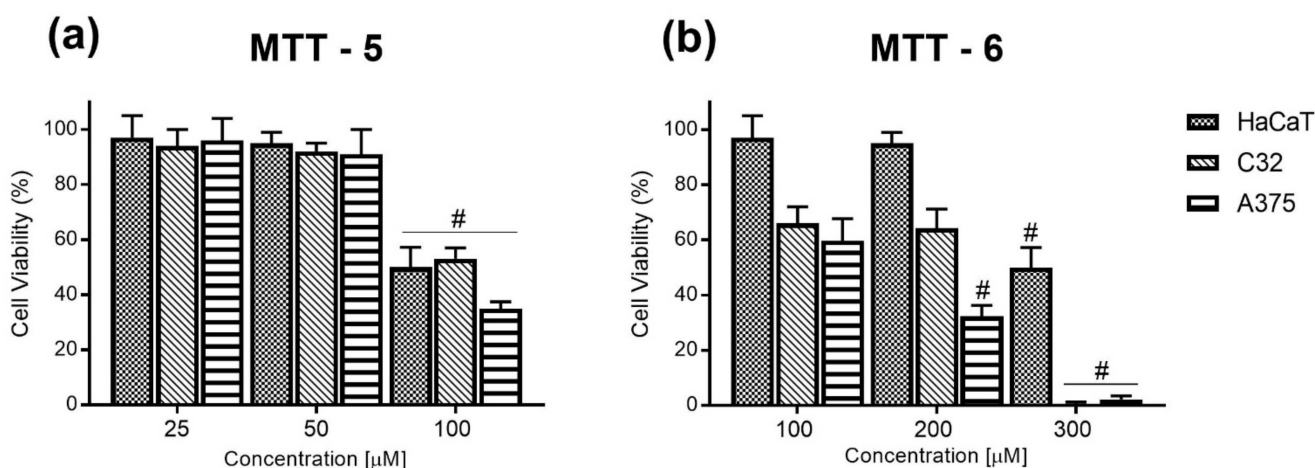 (a)
MTT - 5
Cell Viability (%)
100
80
60
40
20
0
#
25 50 100
Concentration [µM]
(b)
MTT - 6
Cell Viability (%)
100
80
60
40
20
0
#
#
#
100 200 300
Concentration [µM]
HaCaT
C32
A375